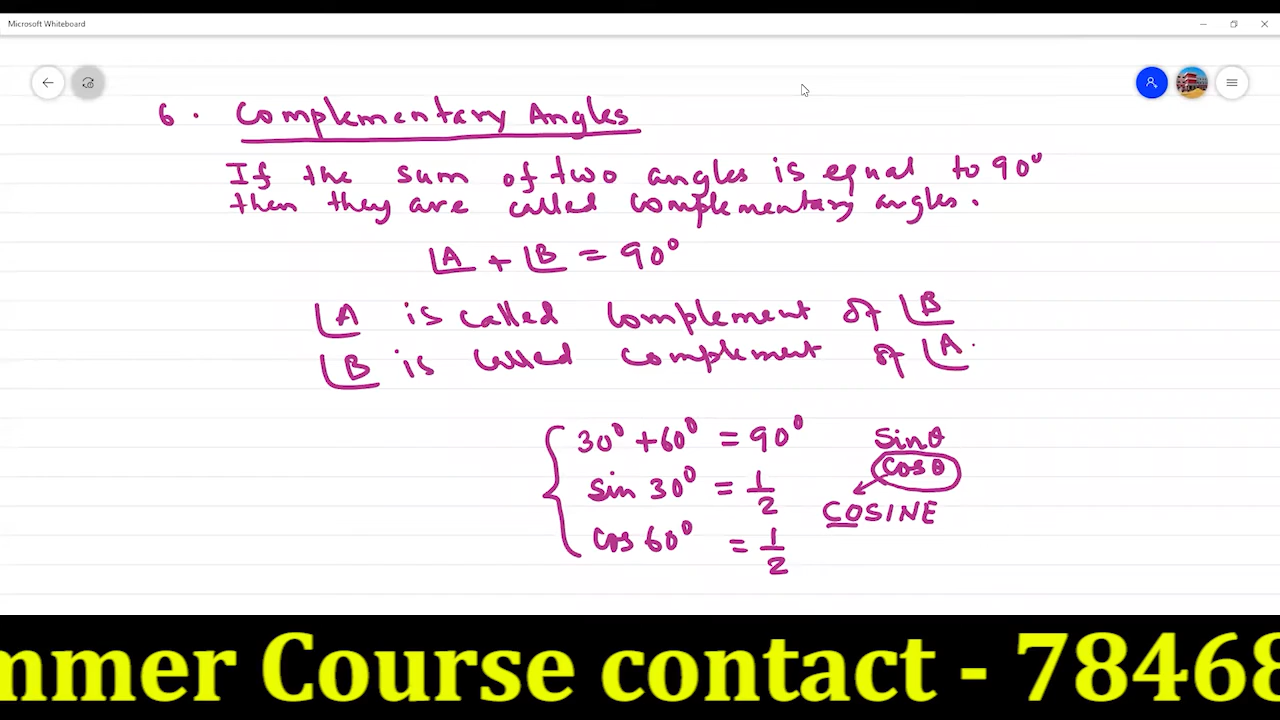 Microsoft Whiteboard
6. Complementary Angles
If the sum of two angles is equal to 90°
then they are called complementary angles.
∠A + ∠B = 90°
∠A is called complement of ∠B
∠B is called complement of ∠A.
30° + 60° = 90°
sin 30° = 1/2
cos 60° = 1/2
sinθ
cosθ
COSINE
mmer Course contact - 78468